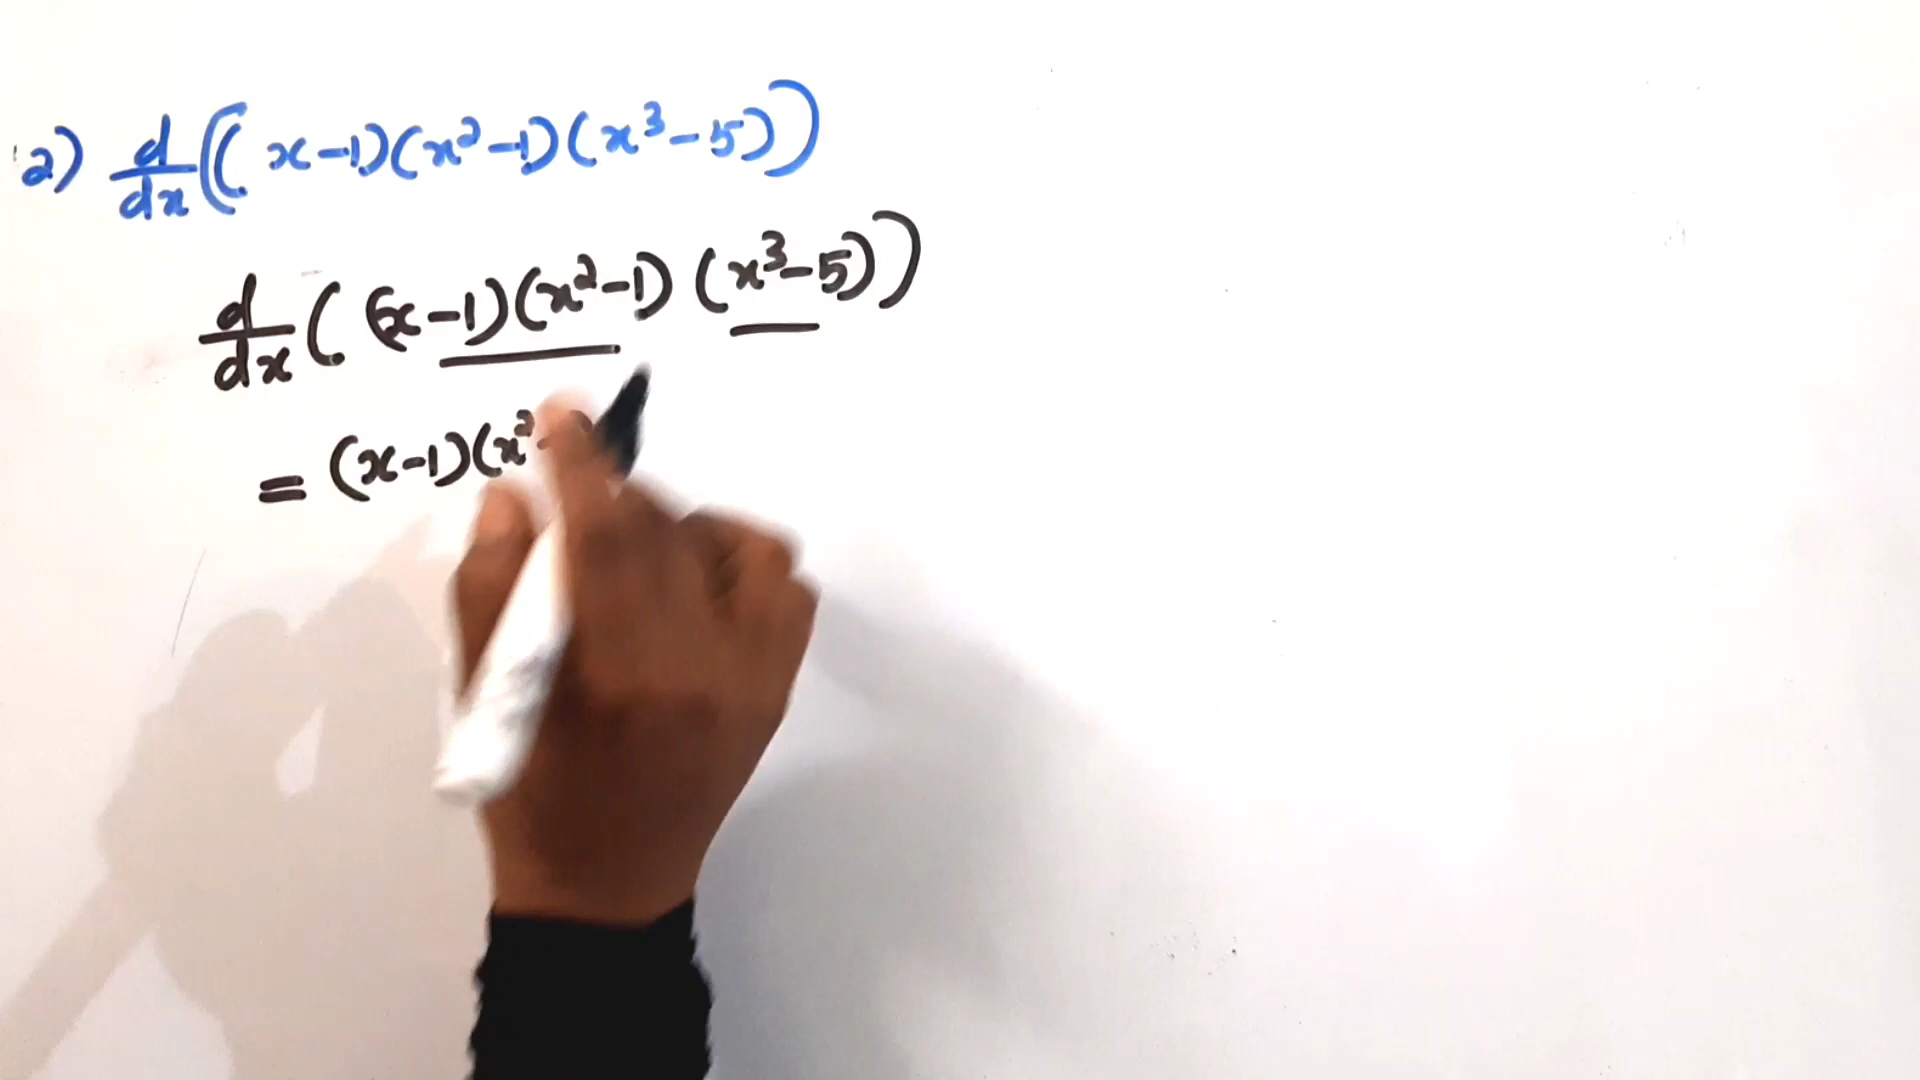 2) d/dx ((x-1)(x²-1)(x³-5))
d/dx ((x-1)(x²-1)(x³-5))
= (x-1)(x²-